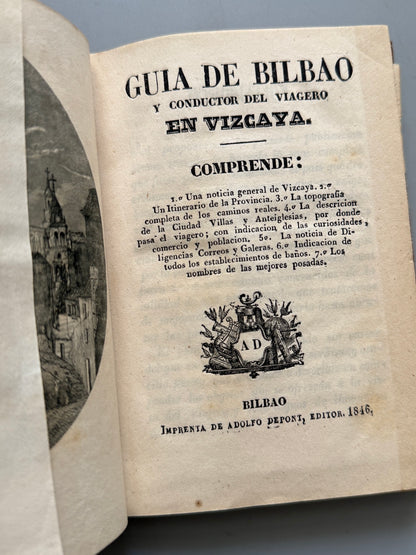 GUIA DE BILBAO
Y CONDUCTOR DEL VIAGERO
EN VIZCAYA.
COMPRENDE:
1.º Una noticia general de Vizcaya. 2.º
Un Itinerario de la Provincia. 3.º La topografía
completa de los caminos reales. 4.º La descricion
de la Ciudad Villas y Anteiglesias, por donde
pasa el viagero; con indicacion de las curiosidades,
comercio y poblacion. 5º. La noticia de Di-
ligencias Correos y Galeras. 6.º Indicacion de
todos los establecimientos de baños. 7.º Los
nombres de las mejores posadas.
A D
BILBAO
IMPRENTA DE ADOLFO DEPONT, EDITOR. 1846,